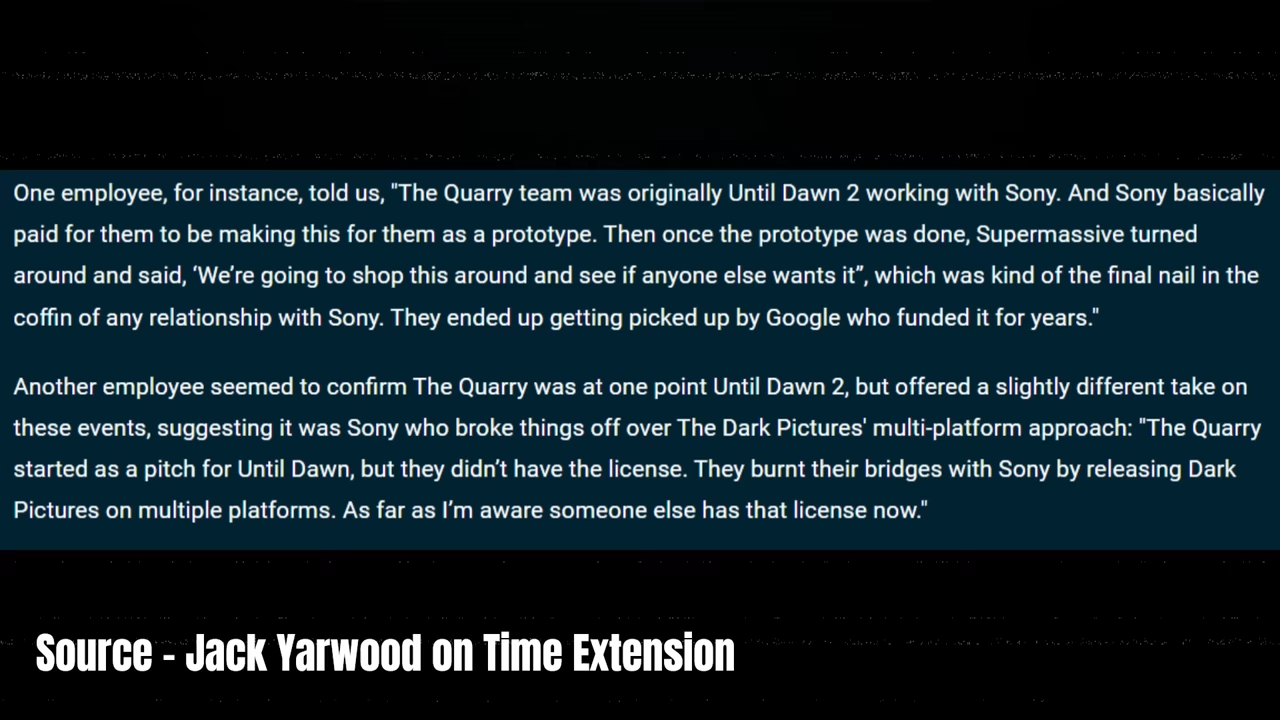 One employee, for instance, told us, "The Quarry team was originally Until Dawn 2 working with Sony. And Sony basically
paid for them to be making this for them as a prototype. Then once the prototype was done, Supermassive turned
around and said, ‘We’re going to shop this around and see if anyone else wants it”, which was kind of the final nail in the
coffin of any relationship with Sony. They ended up getting picked up by Google who funded it for years."
Another employee seemed to confirm The Quarry was at one point Until Dawn 2, but offered a slightly different take on
these events, suggesting it was Sony who broke things off over The Dark Pictures' multi-platform approach: "The Quarry
started as a pitch for Until Dawn, but they didn’t have the license. They burnt their bridges with Sony by releasing Dark
Pictures on multiple platforms. As far as I’m aware someone else has that license now."
Source - Jack Yarwood on Time Extension